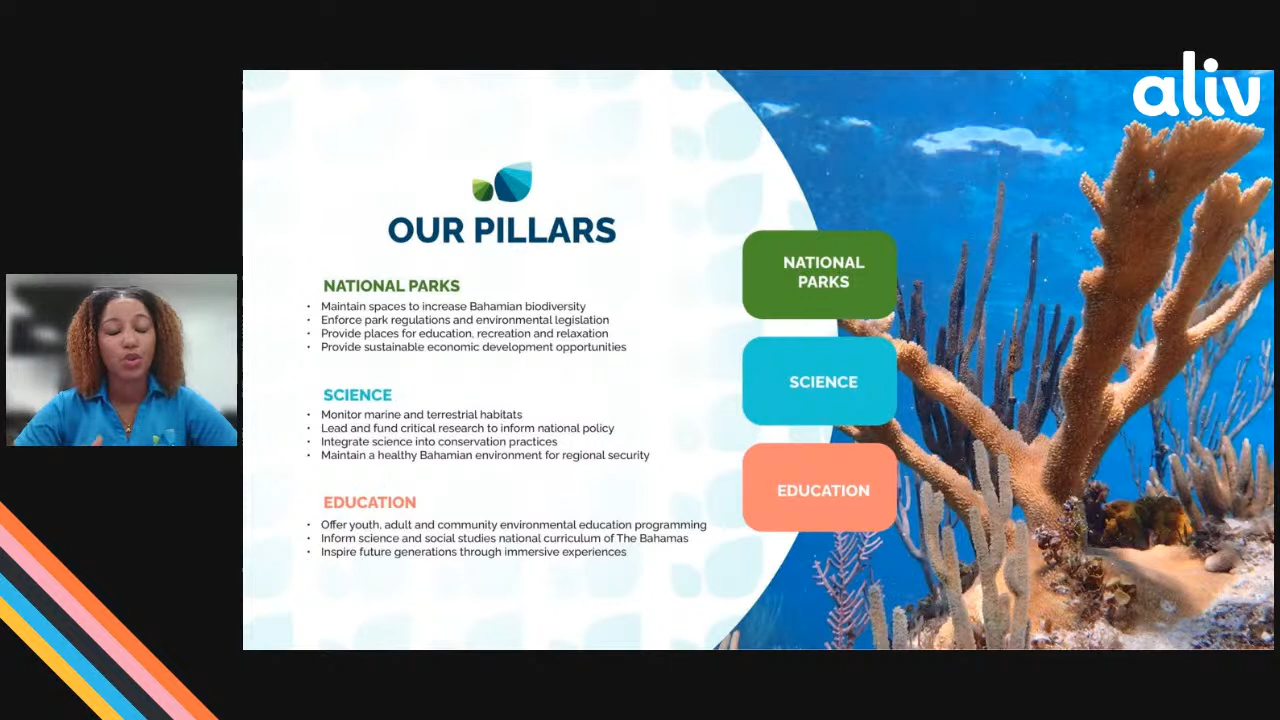 aliv
OUR PILLARS
NATIONAL PARKS
• Maintain spaces to increase Bahamian biodiversity
• Enforce park regulations and environmental legislation
• Provide places for education, recreation and relaxation
• Provide sustainable economic development opportunities
SCIENCE
• Monitor marine and terrestrial habitats
• Lead and fund critical research to inform national policy
• Integrate science into conservation practices
• Maintain a healthy Bahamian environment for regional security
EDUCATION
• Offer youth, adult and community environmental education programming
• Inform science and social studies national curriculum of The Bahamas
• Inspire future generations through immersive experiences
NATIONAL
PARKS
SCIENCE
EDUCATION